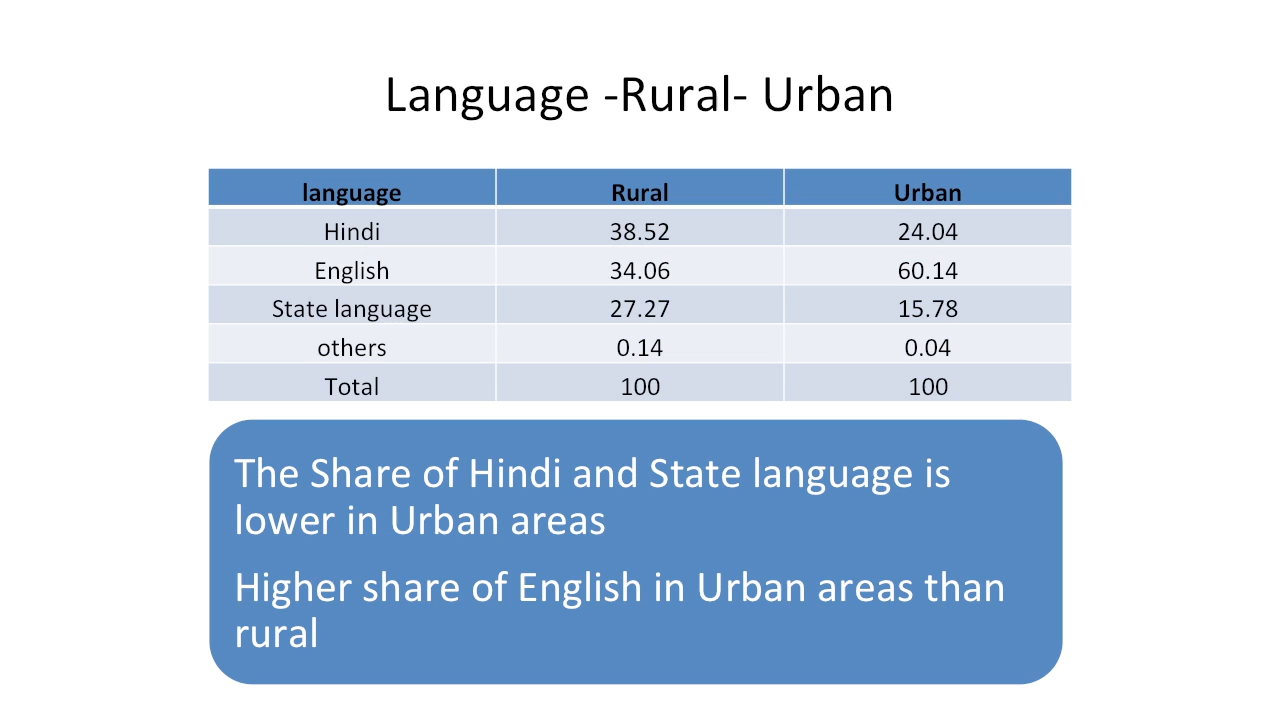 Language -Rural- Urban
language Rural Urban
Hindi 38.52 24.04
English 34.06 60.14
State language 27.27 15.78
others 0.14 0.04
Total 100 100
The Share of Hindi and State language is
lower in Urban areas
Higher share of English in Urban areas than
rural